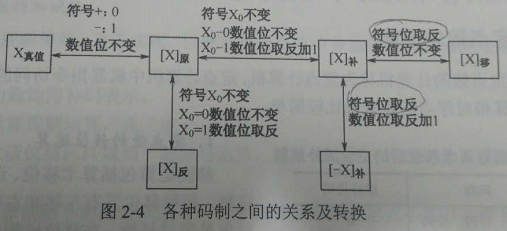 符号+：0
－：1
数值位不变
符号X₀不变
X₀-0数值位不变
X₀-1数值位取反加1
符号位取反
数值位不变
X真值
[X]原
[X]补
[X]移
符号X₀不变
X₀=0数值位不变
X₀=1数值位取反
符号位取反
数值位取反加1
[X]反
[-X]补
图 2-4 各种码制之间的关系及转换